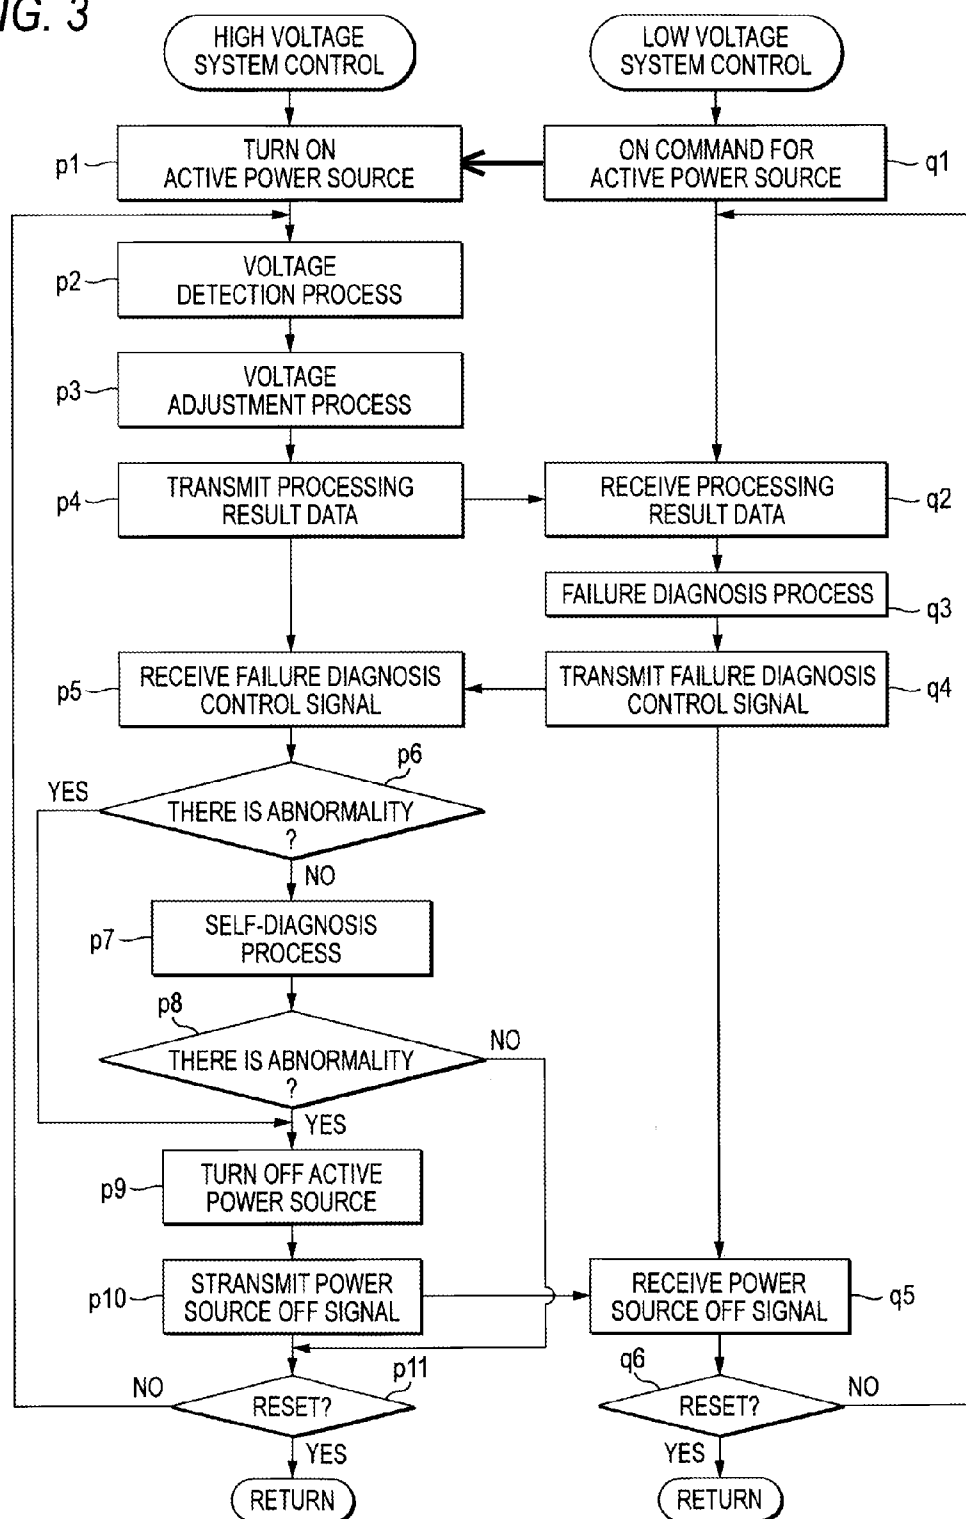 NG. 3
HIGH VOLTAGE
SYSTEM CONTROL
LOW VOLTAGE
SYSTEM CONTROL
p1
TURN ON
ACTIVE POWER SOURCE
ON COMMAND FOR
ACTIVE POWER SOURCE
q1
p2
VOLTAGE
DETECTION PROCESS
p3
VOLTAGE
ADJUSTMENT PROCESS
p4
TRANSMIT PROCESSING
RESULT DATA
RECEIVE PROCESSING
RESULT DATA
q2
FAILURE DIAGNOSIS PROCESS
q3
p5
RECEIVE FAILURE DIAGNOSIS
CONTROL SIGNAL
TRANSMIT FAILURE DIAGNOSIS
CONTROL SIGNAL
q4
p6
YES
THERE IS ABNORMALITY
?
NO
p7
SELF-DIAGNOSIS
PROCESS
p8
NO
THERE IS ABNORMALITY
?
YES
p9
TURN OFF ACTIVE
POWER SOURCE
p10
STRANSMIT POWER
SOURCE OFF SIGNAL
RECEIVE POWER
SOURCE OFF SIGNAL
q5
p11
NO
RESET?
YES
RETURN
q6
RESET?
NO
YES
RETURN